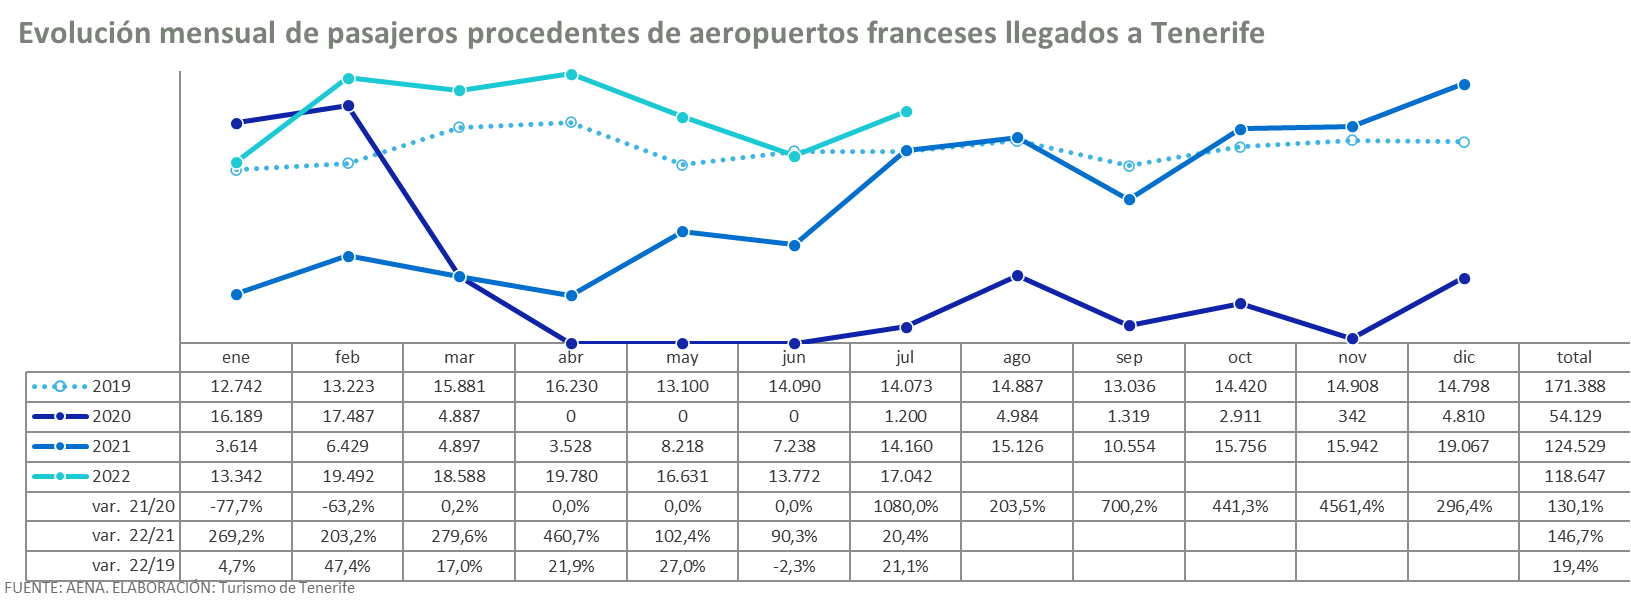 Evolución mensual de pasajeros procedentes de aeropuertos franceses llegados a Tenerife
ene feb mar abr may jun jul ago sep oct nov dic total
2019 12.742 13.223 15.881 16.230 13.100 14.090 14.073 14.887 13.036 14.420 14.908 14.798 171.388
2020 16.189 17.487 4.887 0 0 0 1.200 4.984 1.319 2.911 342 4.810 54.129
2021 3.614 6.429 4.897 3.528 8.218 7.238 14.160 15.126 10.554 15.756 15.942 19.067 124.529
2022 13.342 19.492 18.588 19.780 16.631 13.772 17.042 118.647
var. 21/20 -77,7% -63,2% 0,2% 0,0% 0,0% 0,0% 1080,0% 203,5% 700,2% 441,3% 4561,4% 296,4% 130,1%
var. 22/21 269,2% 203,2% 279,6% 460,7% 102,4% 90,3% 20,4% 146,7%
var. 22/19 4,7% 47,4% 17,0% 21,9% 27,0% -2,3% 21,1% 19,4%
FUENTE: AENA. ELABORACIÓN: Turismo de Tenerife